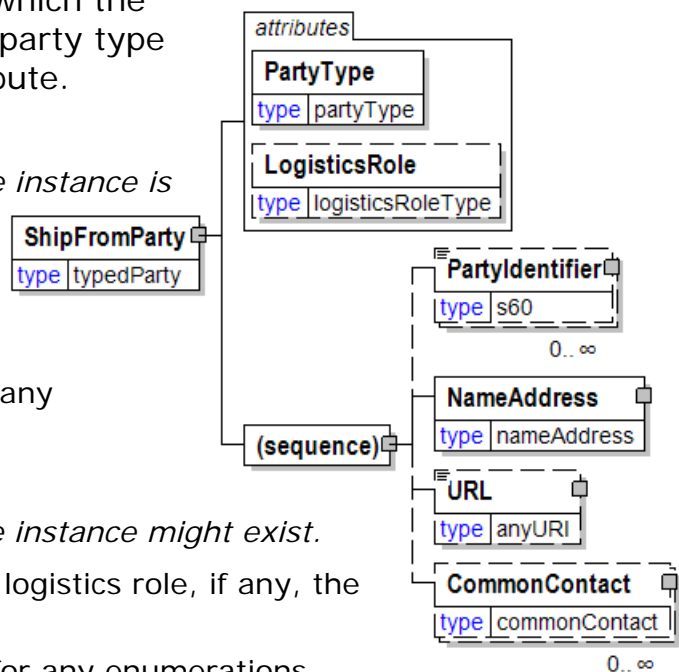 which the
party type
bute.
e instance is
any
e instance might exist.
logistics role, if any, the
for any enumerations
attributes
PartyType
type partyType
LogisticsRole
type logisticsRoleType
ShipFromParty
type typedParty
(sequence)
PartyIdentifier
type s60
0.. ∞
NameAddress
type nameAddress
URL
type anyURI
CommonContact
type commonContact
0.. ∞